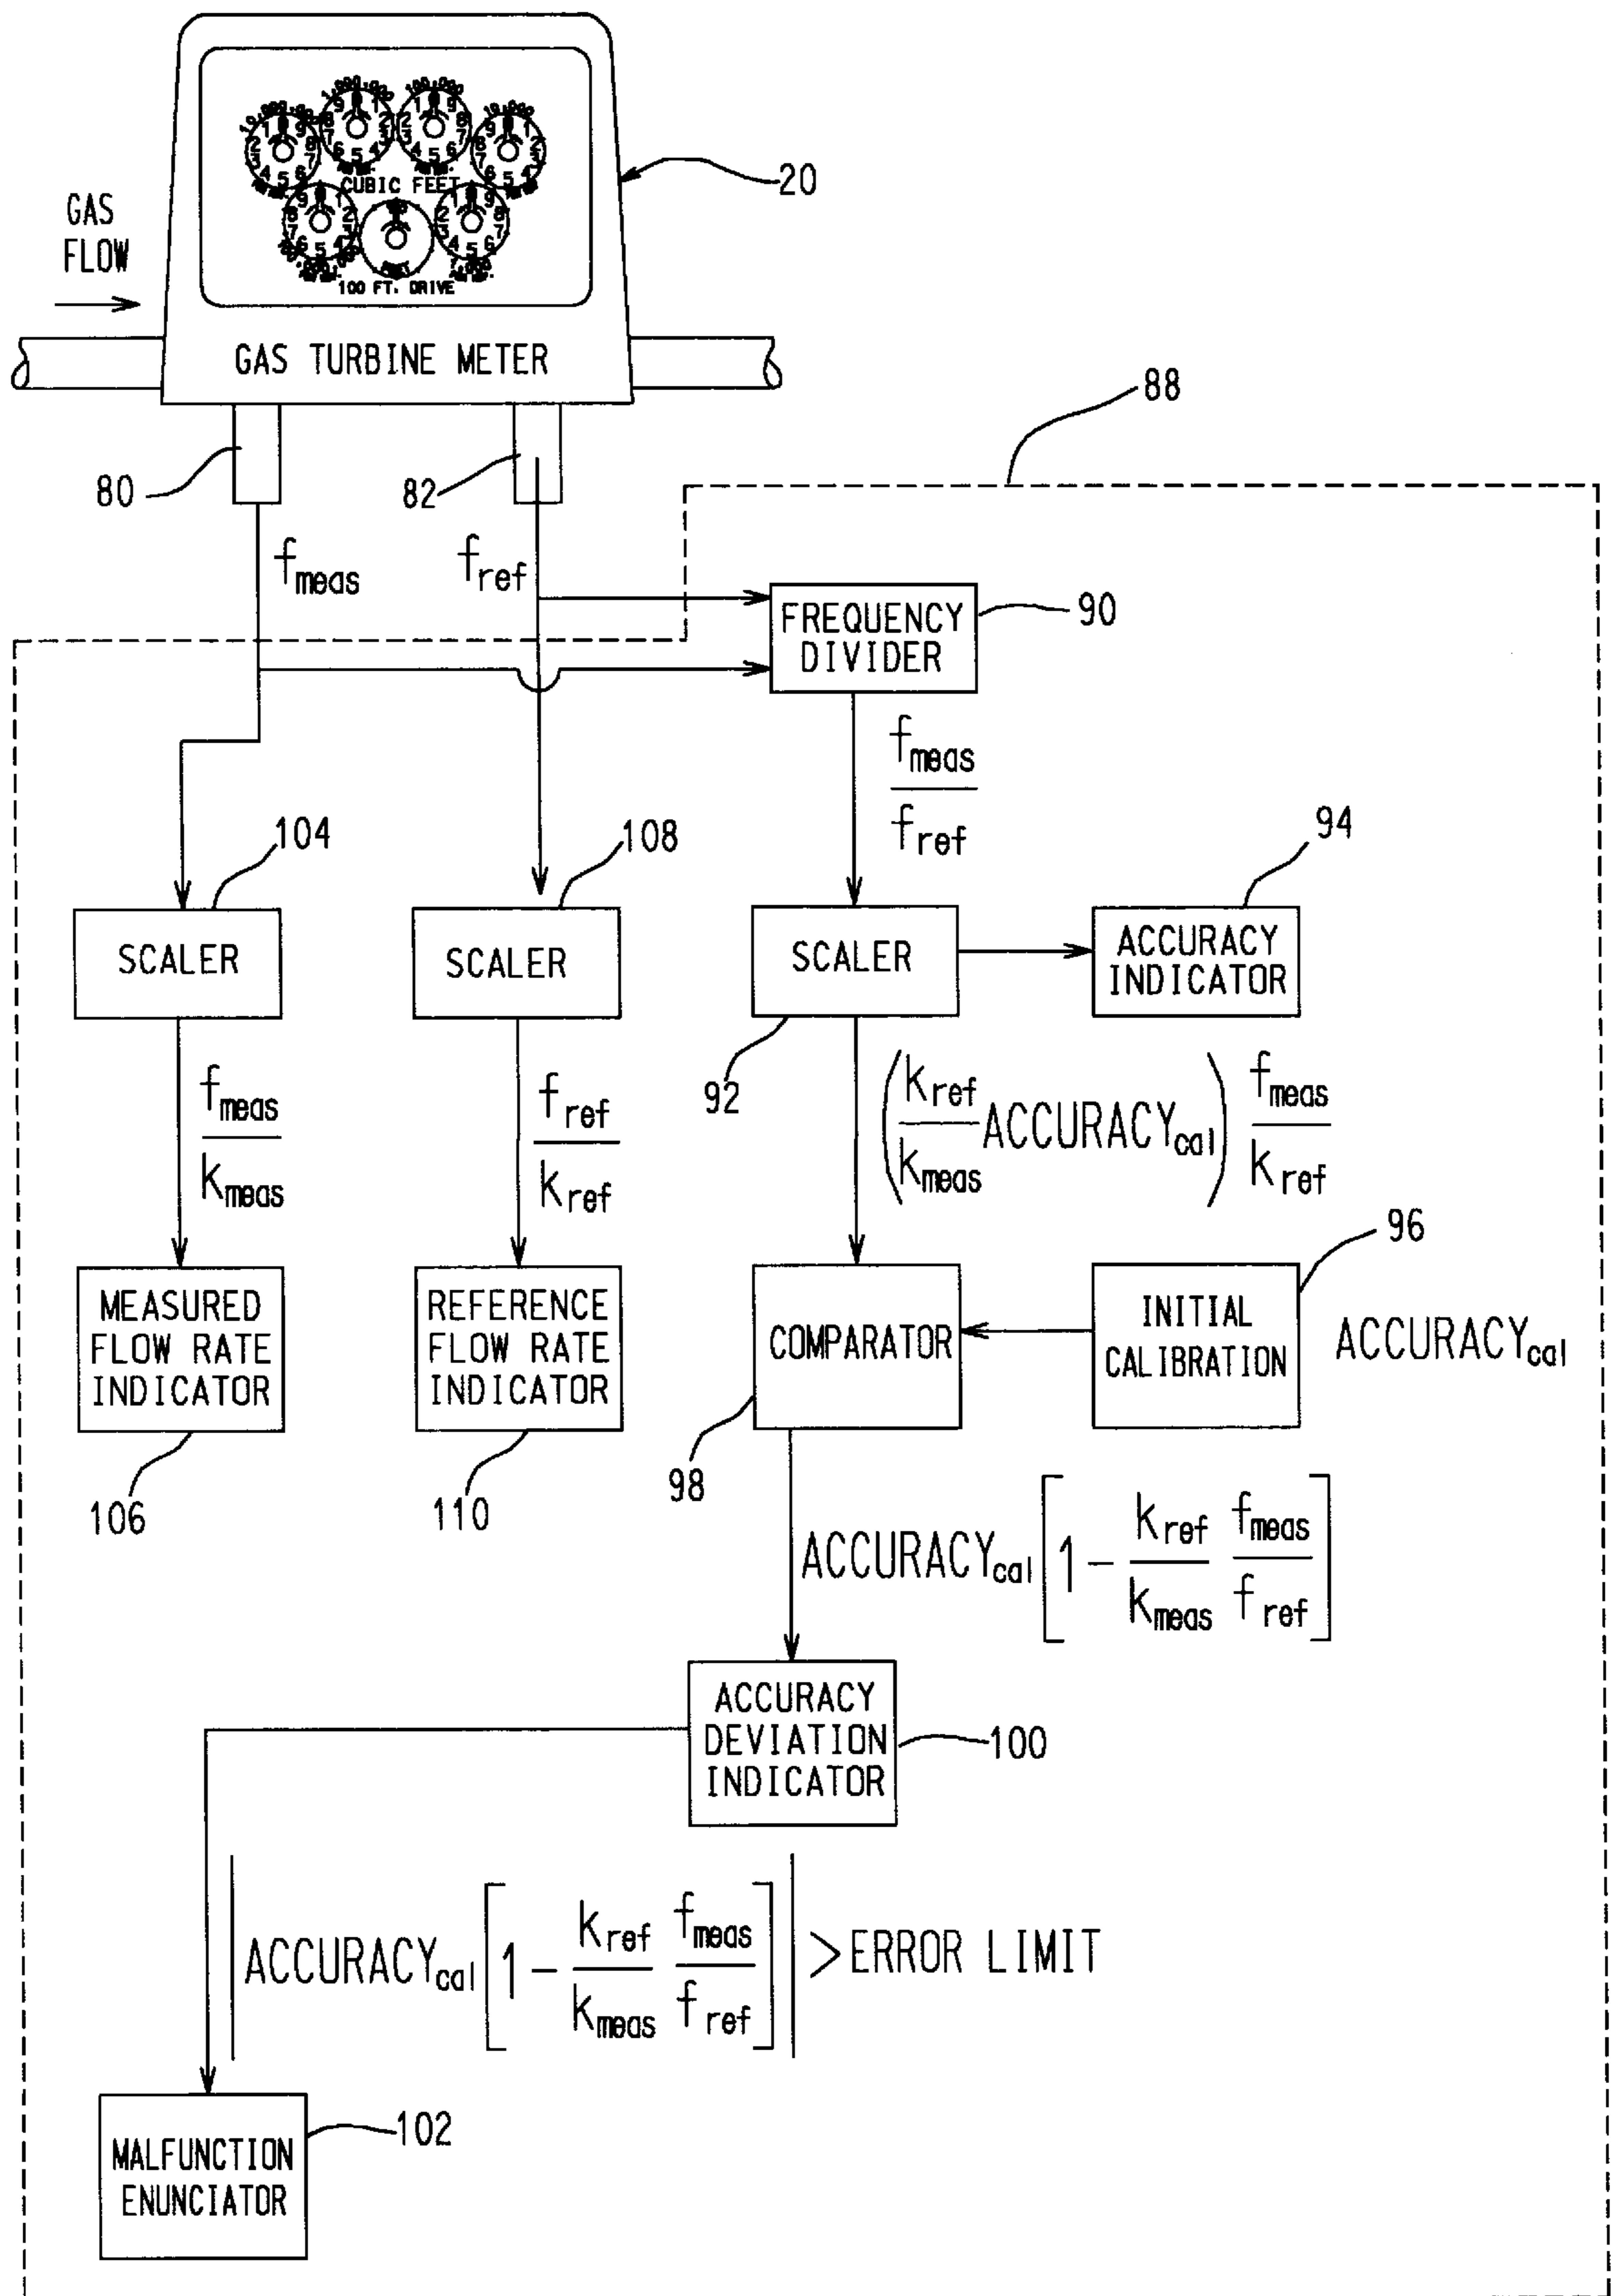 CUBIC FEET
100 FT. DRIVE
20
GAS
FLOW
GAS TURBINE METER
88
80
82
f_meas
f_ref
FREQUENCY
DIVIDER
90
f_meas
f_ref
104
108
94
SCALER
SCALER
SCALER
ACCURACY
INDICATOR
92
f_meas
k_meas
f_ref
k_ref
(k_ref/k_meas ACCURACY_cal) f_meas/k_ref
96
MEASURED
FLOW RATE
INDICATOR
REFERENCE
FLOW RATE
INDICATOR
COMPARATOR
INITIAL
CALIBRATION
ACCURACY_cal
106
110
98
ACCURACY_cal [1 - k_ref/k_meas f_meas/f_ref]
ACCURACY
DEVIATION
INDICATOR
100
|ACCURACY_cal [1 - k_ref/k_meas f_meas/f_ref]| > ERROR LIMIT
MALFUNCTION
ENUNCIATOR
102